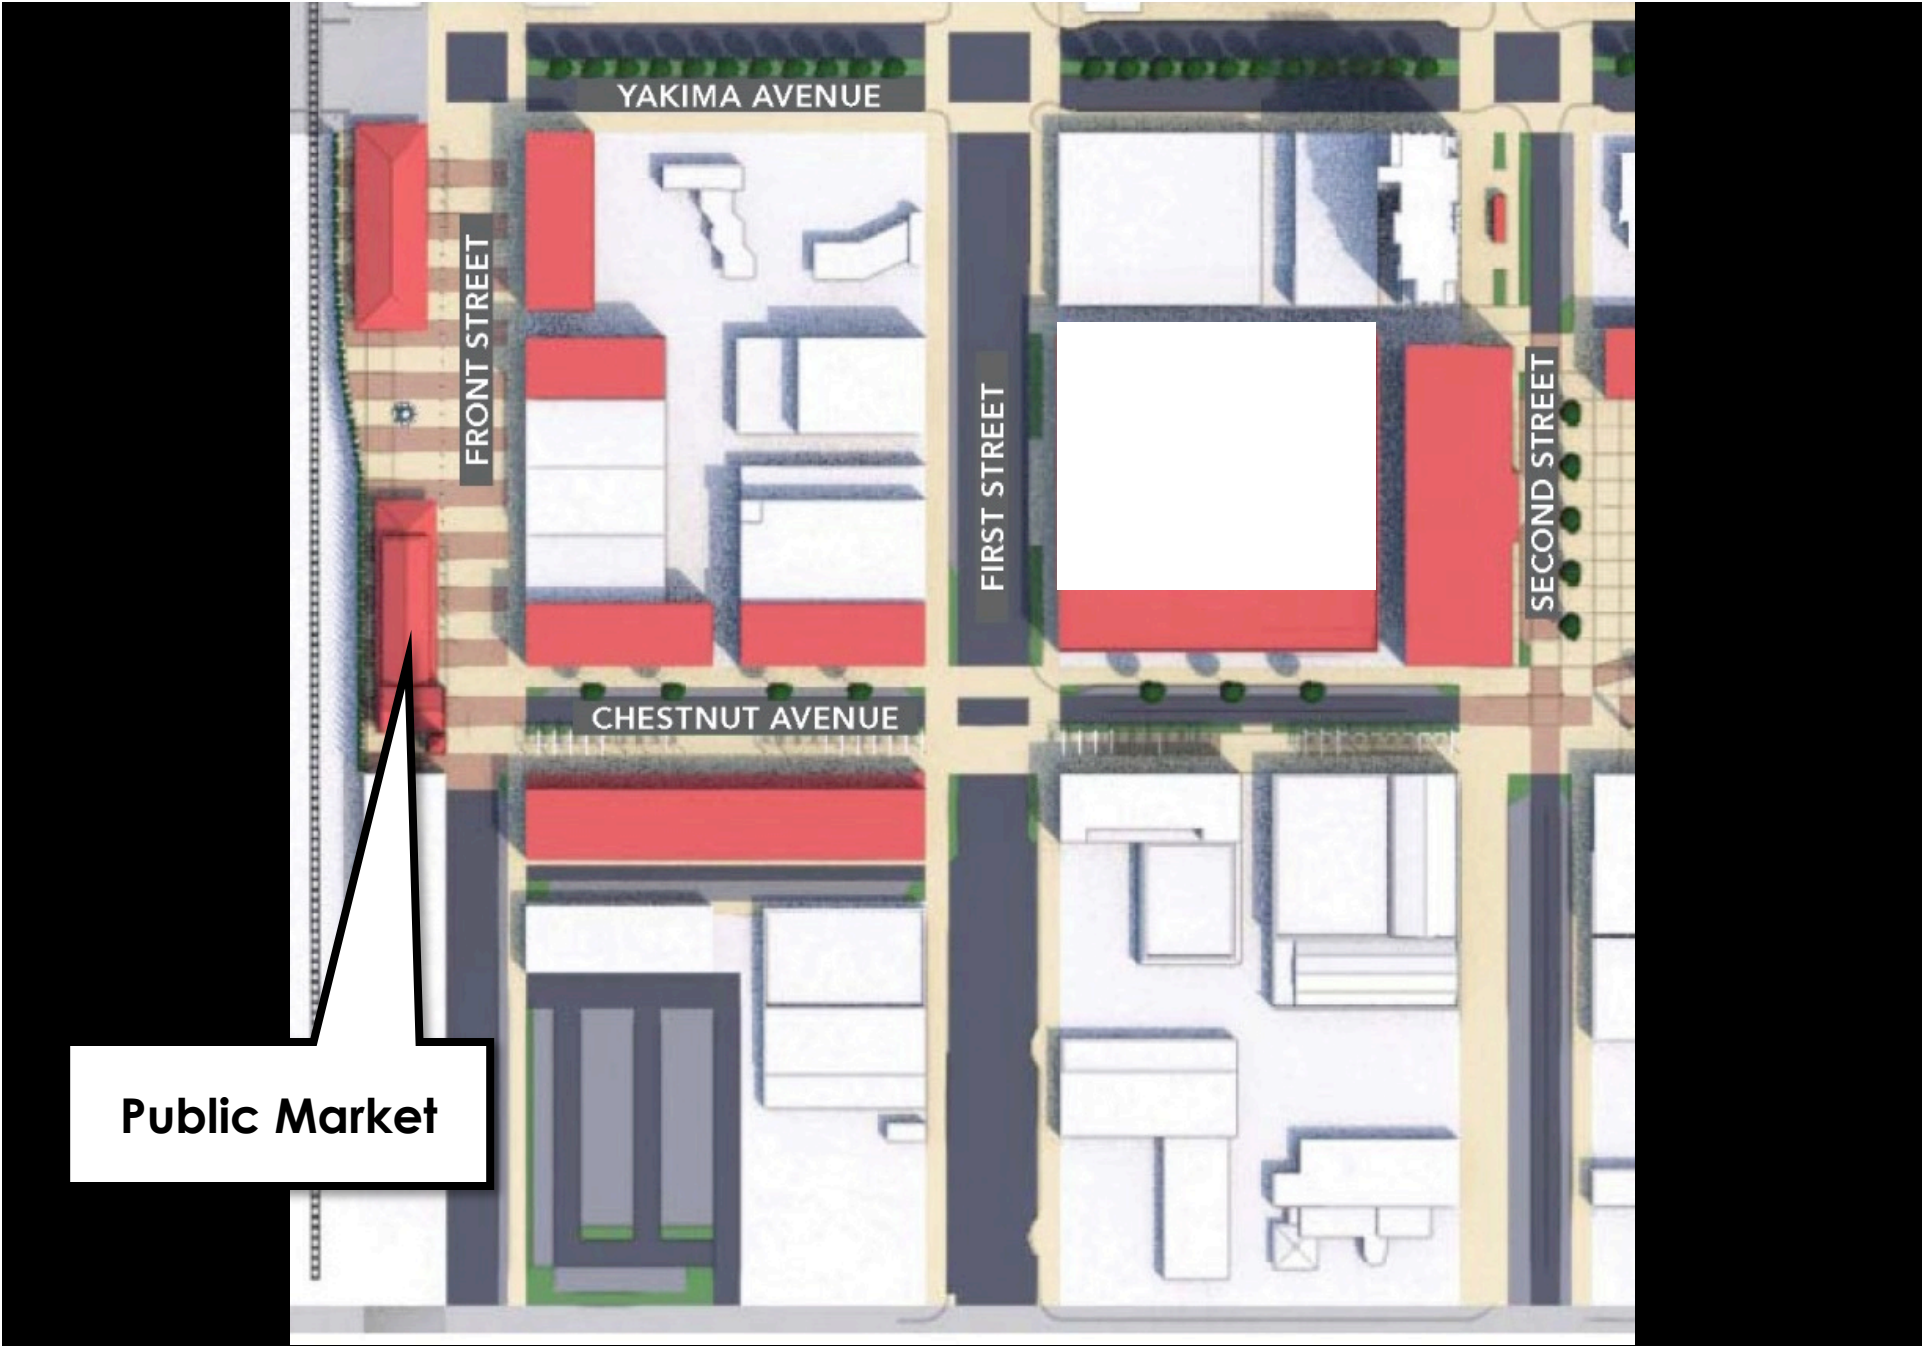 YAKIMA AVENUE
FRONT STREET
FIRST STREET
SECOND STREET
CHESTNUT AVENUE
Public Market